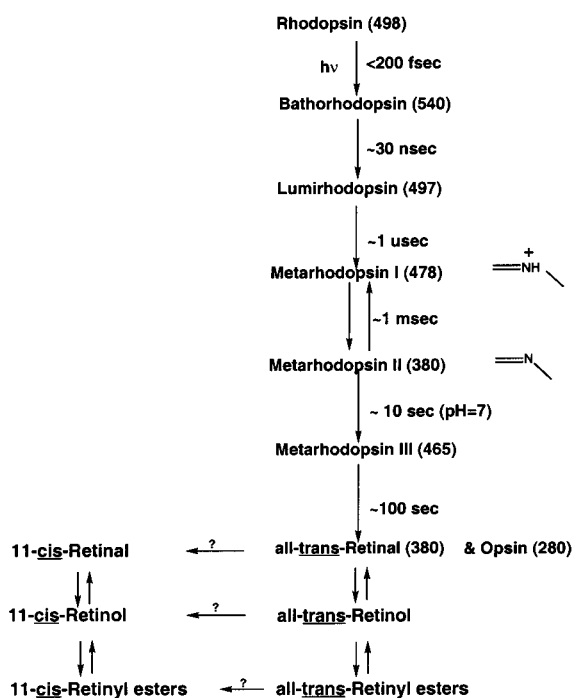 Rhodopsin (498)
hν <200 fsec
Bathorhodopsin (540)
~30 nsec
Lumirhodopsin (497)
~1 usec
Metarhodopsin I (478)
+
NH
~1 msec
Metarhodopsin II (380)
N
~ 10 sec (pH=7)
Metarhodopsin III (465)
~100 sec
11-cis-Retinal ? all-trans-Retinal (380) & Opsin (280)
11-cis-Retinol ? all-trans-Retinol
11-cis-Retinyl esters ? all-trans-Retinyl esters